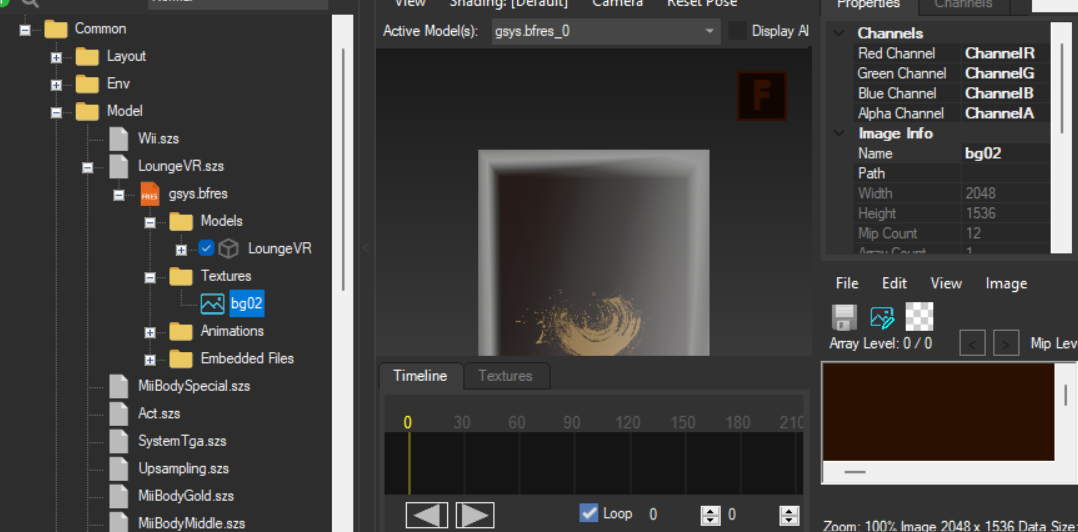 Common
Layout
Env
Model
Wii.szs
LoungeVR.szs
FRES
gsys.bfres
Models
LoungeVR
Textures
bg02
Animations
Embedded Files
MiiBodySpecial.szs
Act.szs
SystemTga.szs
Upsampling.szs
MiiBodyGold.szs
MiiBodyMiddle.szs
View Shading: [Default] Camera Reset Pose
Active Model(s): gsys.bfres_0 Display Al
F
Timeline Textures
0 30 60 90 120 150 180 210
Loop 0 0
Properties Channels
Channels
Red Channel ChannelR
Green Channel ChannelG
Blue Channel ChannelB
Alpha Channel ChannelA
Image Info
Name bg02
Path
Width 2048
Height 1536
Mip Count 12
Array Count 1
File Edit View Image
Array Level: 0 / 0 < > Mip Lev
Zoom: 100% Image 2048 x 1536 Data Size: